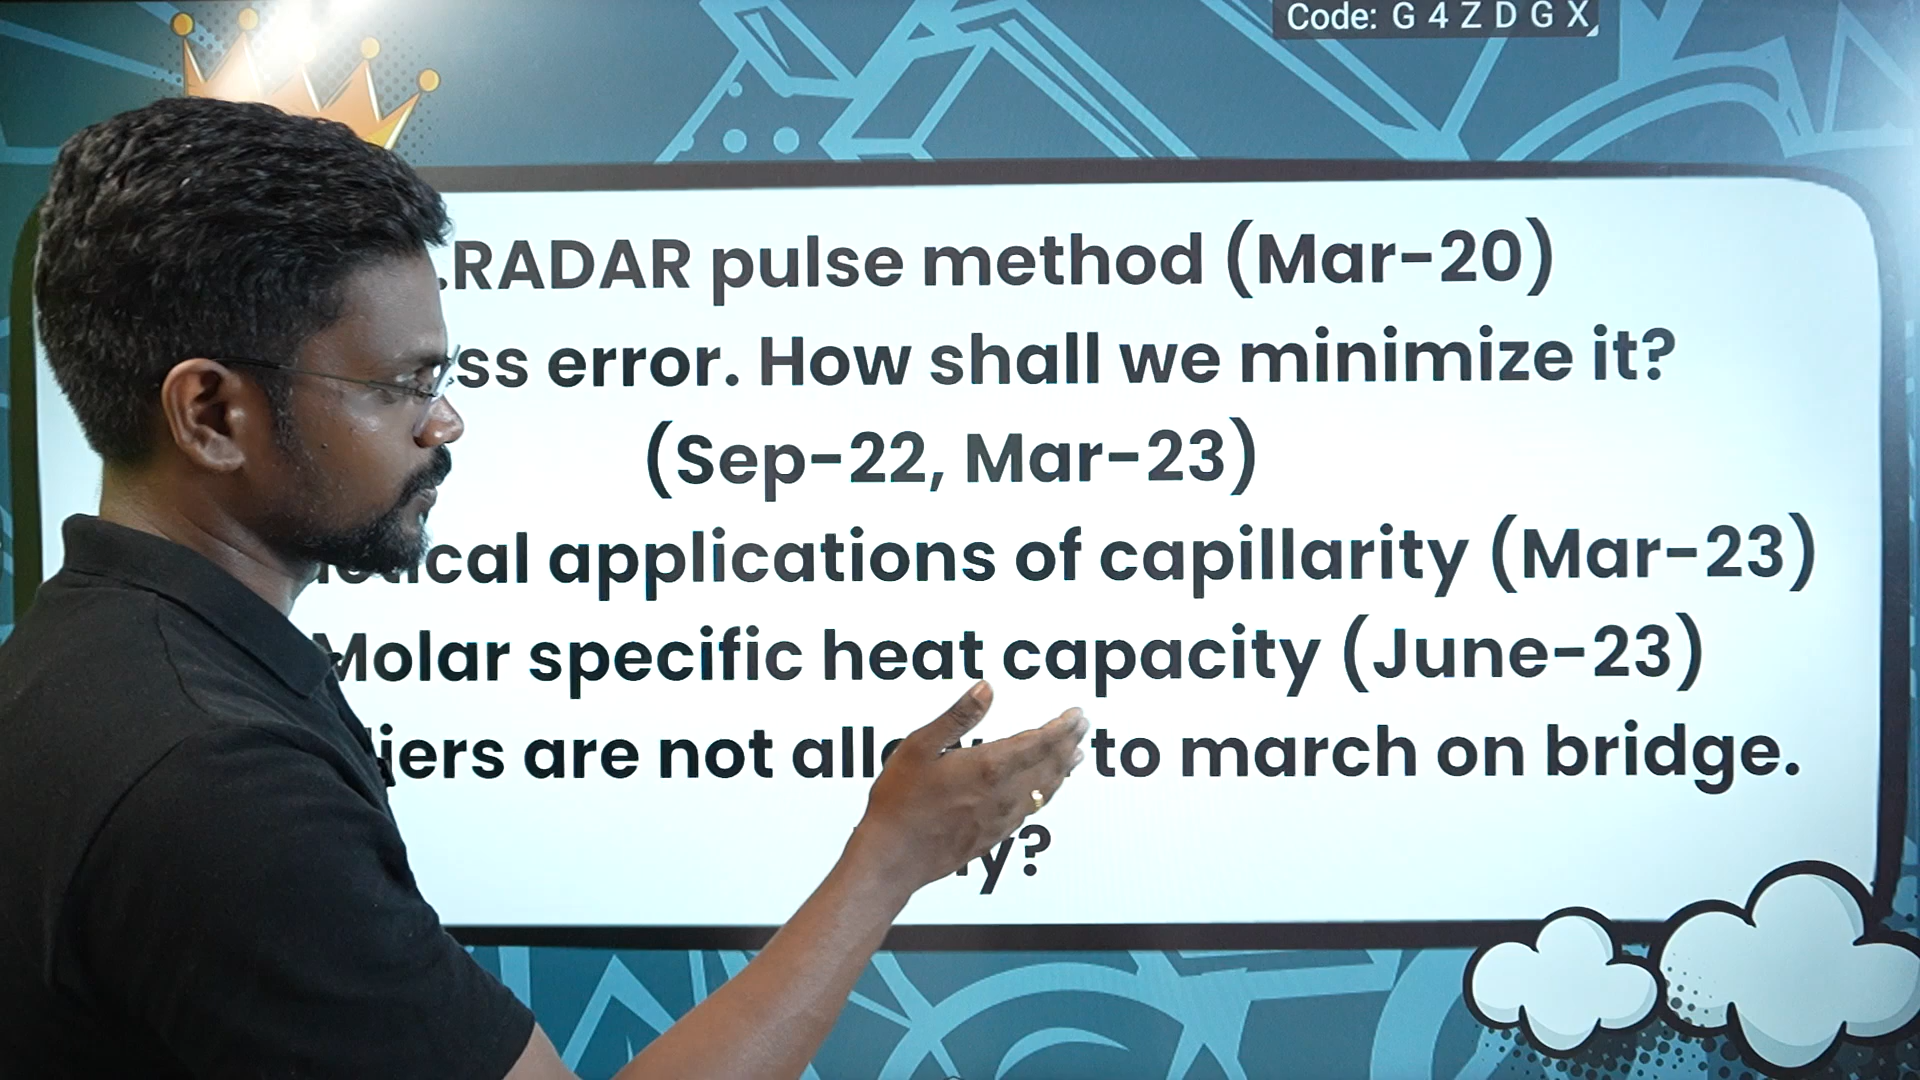 Code: G 4 Z D G X
RADAR pulse method (Mar-20)
error. How shall we minimize it?
(Sep-22, Mar-23)
applications of capillarity (Mar-23)
Molar specific heat capacity (June-23)
are not to march on bridge.